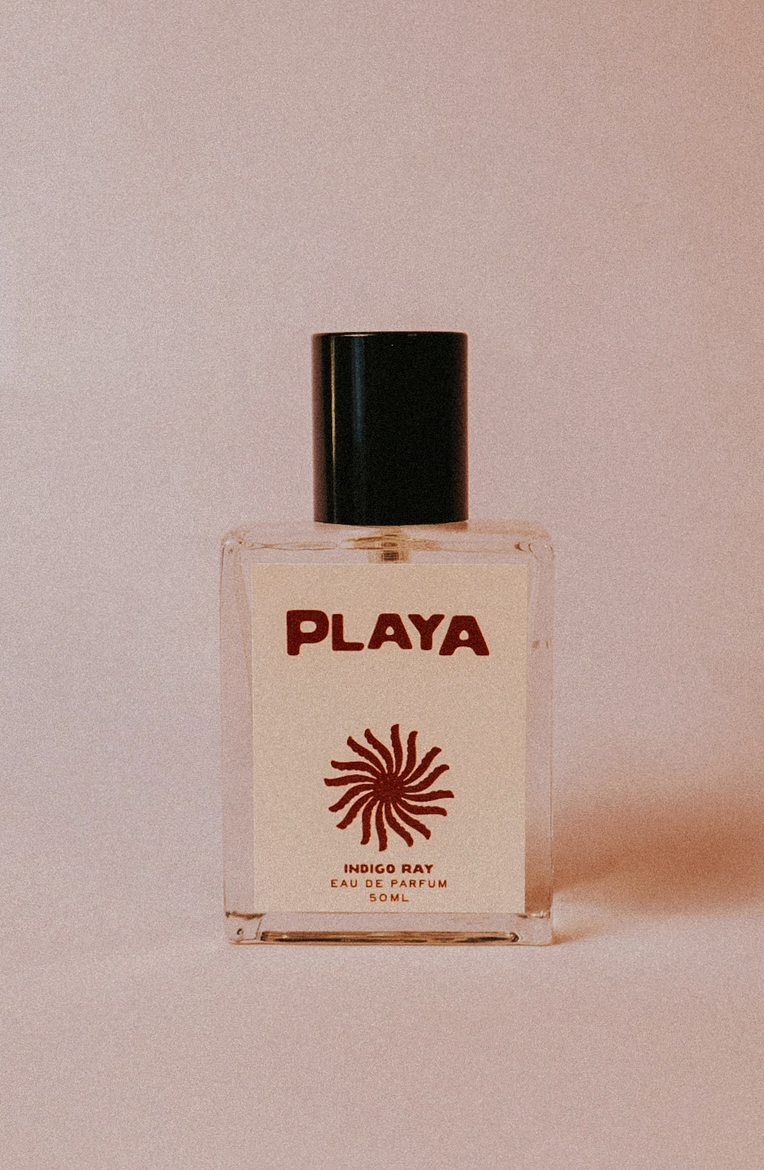 PLAYA
INDIGO RAY
EAU DE PARFUM
50ML